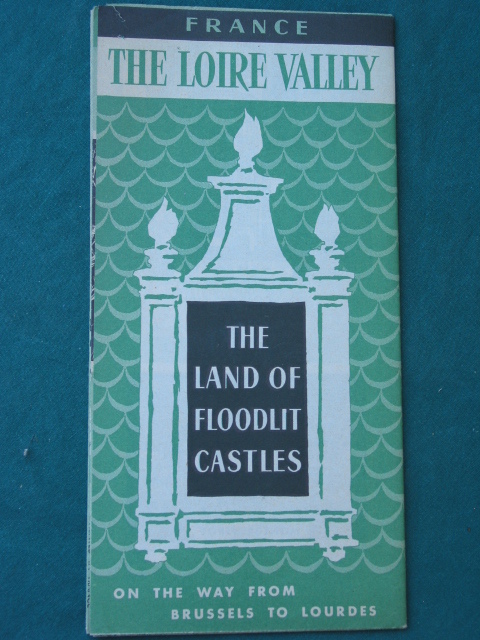 FRANCE
THE LOIRE VALLEY
THE
LAND OF
FLOODLIT
CASTLES
ON THE WAY FROM
BRUSSELS TO LOURDES